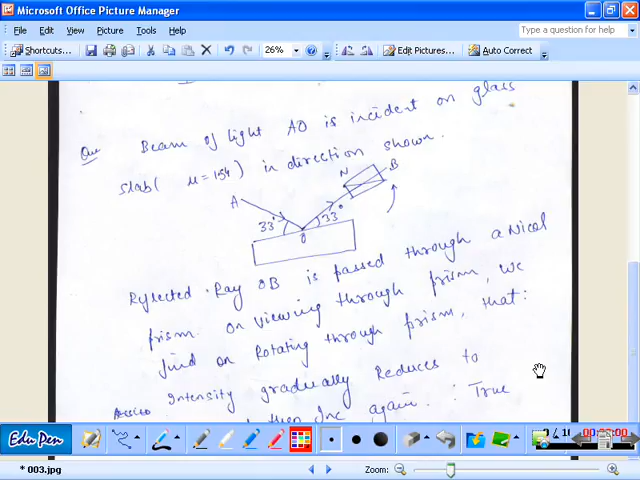 Microsoft Office Picture Manager
File Edit View Picture Tools Help
Type a question for help
Shortcuts... 26% Edit Pictures... Auto Correct
Que Beam of light AO is incident on glass
slab( μ=1.54) in direction shown.
A 33° O 33° N B
Reflected Ray OB is passed through a Nicol
prism. On viewing through prism, we
find on Rotating through prism, that:
Intensity gradually Reduces to
then Inc again. : True
Edu Pen
*003.jpg
Zoom: